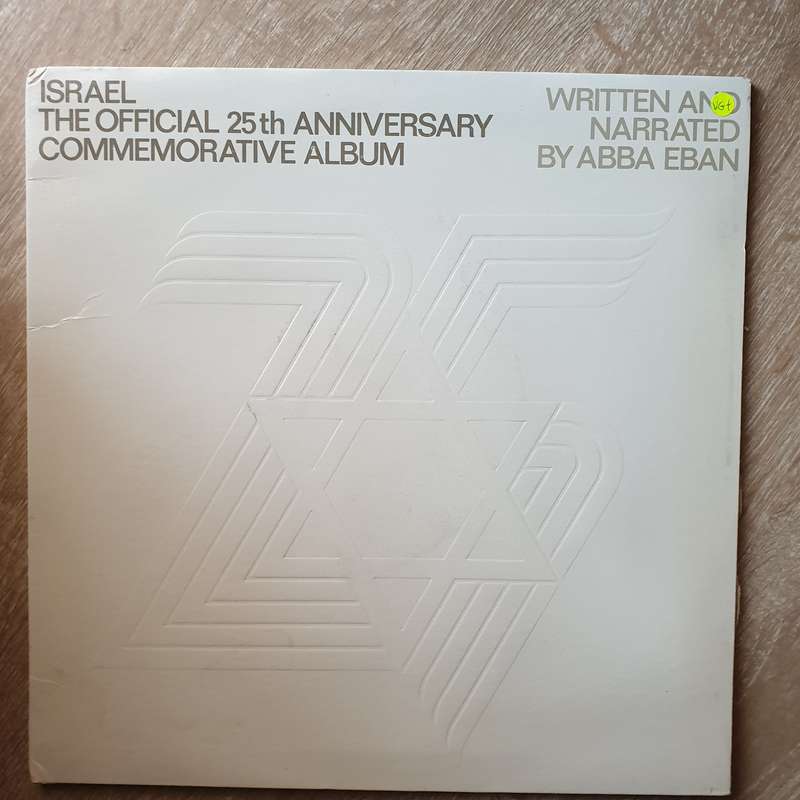 ISRAEL
THE OFFICIAL 25th ANNIVERSARY
COMMEMORATIVE ALBUM
WRITTEN AND
NARRATED
BY ABBA EBAN
VG+